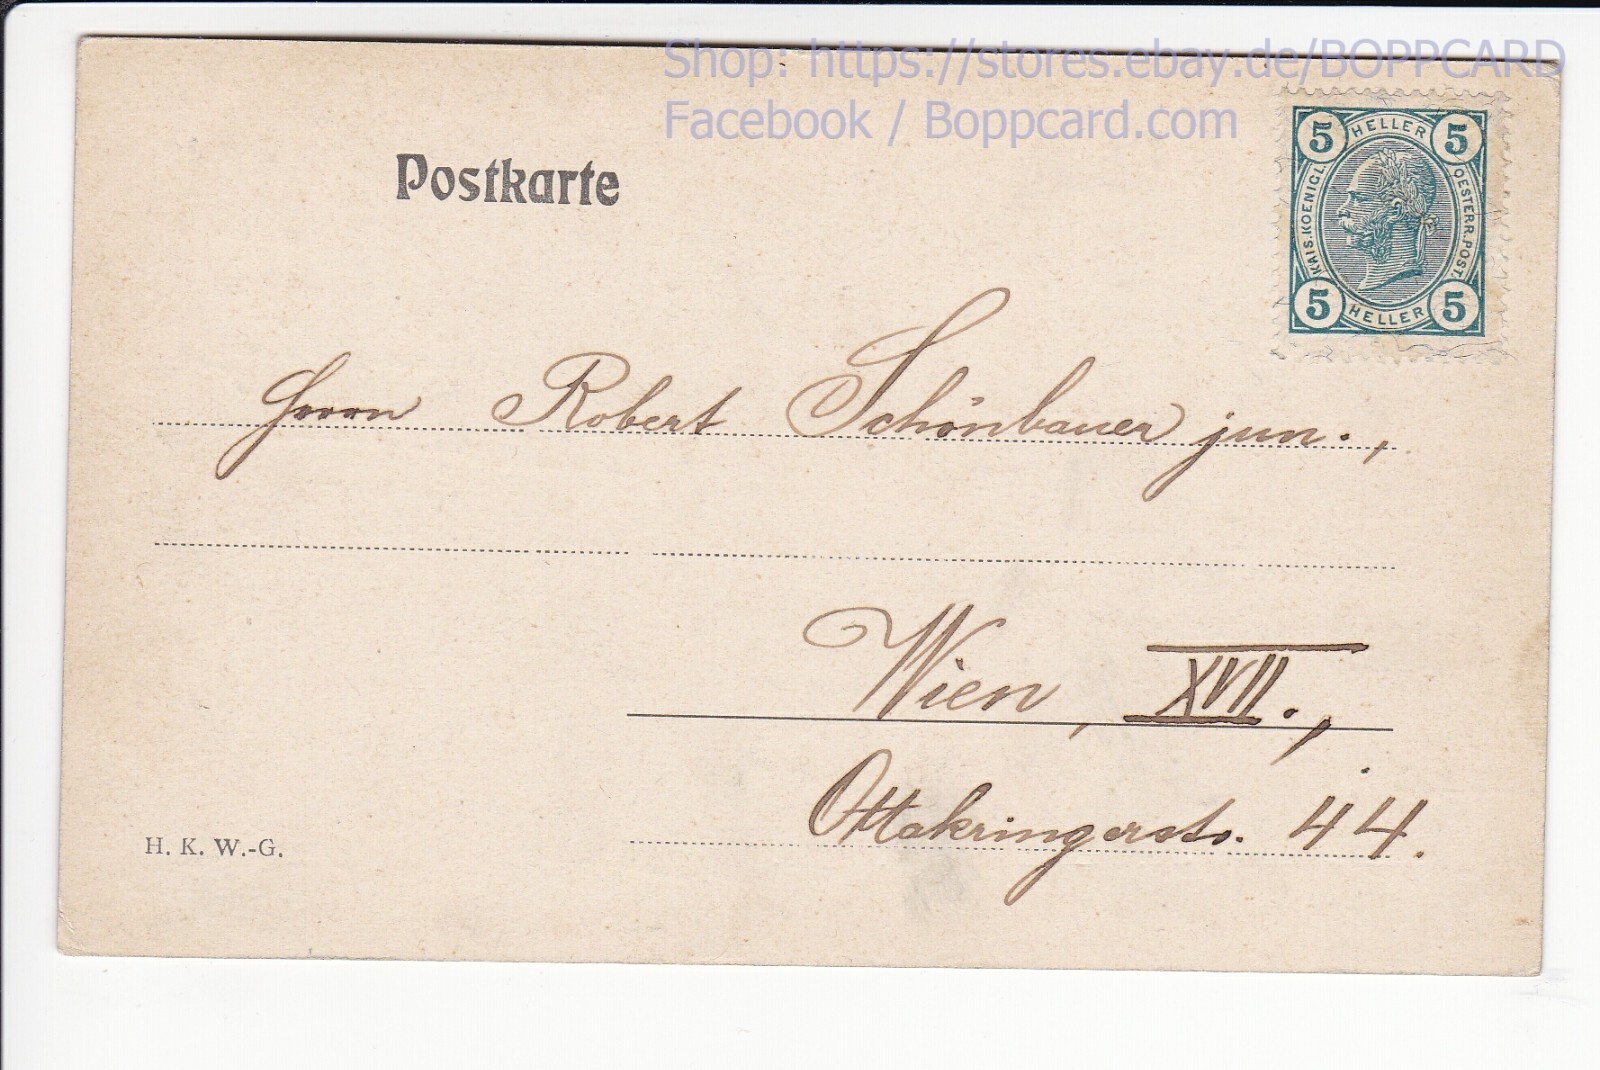 Shop: https://stores.ebay.de/BOPPCARD
Facebook / Boppcard.com
Postkarte
5 HELLER 5
KAIS. KOENIGL. OESTERR. POST.
5 HELLER 5
Herrn Robert Schönbauer jun.,
Wien, XVII.,
Ottakringerstr. 44.
H. K. W.-G.